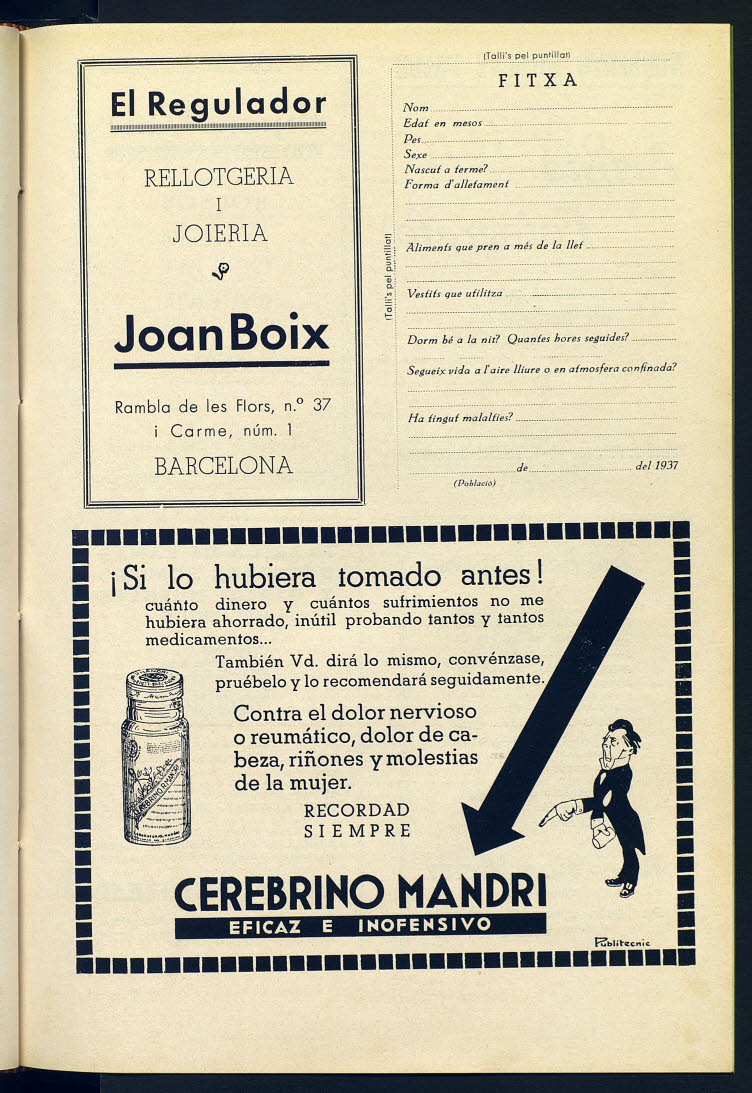 El Regulador
RELLOTGERIA
I
JOIERIA
Joan Boix
Rambla de les Flors, n.º 37
i Carme, núm. 1
BARCELONA
(Talli's pel puntillat)
FITXA
(Talli's pel puntillat)
Nom
Edat en mesos
Pes
Sexe
Nascut a terme?
Forma d'alletament
Aliments que pren a més de la llet
Vestits que utilitza
Dorm bé a la nit? Quantes hores seguides?
Segueix vida a l'aire lliure o en atmosfera confinada?
Ha tingut malalties?
de del 1937
(Població)
¡Si lo hubiera tomado antes!
cuánto dinero y cuántos sufrimientos no me
hubiera ahorrado, inútil probando tantos y tantos
medicamentos...
También Vd. dirá lo mismo, convénzase,
pruébelo y lo recomendará seguidamente.
Contra el dolor nervioso
o reumático, dolor de ca-
beza, riñones y molestias
de la mujer.
RECORDAD
SIEMPRE
CEREBRINO MANDRI
CEREBRINO MANDRI
EFICAZ E INOFENSIVO
Publitecnic